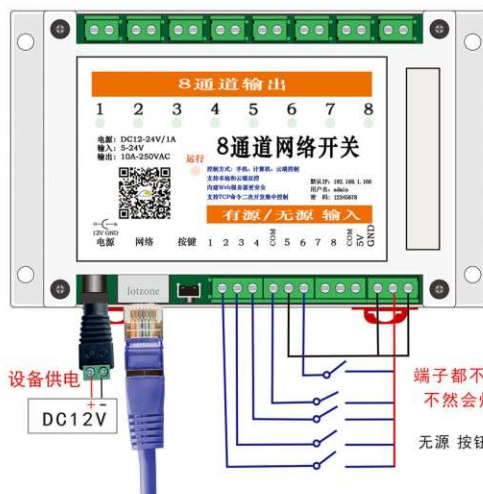 8通道输出
1 2 3 4 5 6 7 8
电源: DC12-24V/1A
输入: 5-24V
输出: 10A-250VAC
运行
8通道网络开关
控制方式: 手机, 计算机, 云端控制
支持本地和云端双控
内建Web服务器更安全
支持TCP命令二次开发集中控制
默认IP: 192.168.1.166
用户名: admin
密 码: 12345678
有源/无源 输入
12V GND
电源 网络 按键 1 2 3 4 COM 5 6 7 8 COM 5V GND
Iotzone
设备供电
+ -
DC12V
端子都不
不然会
无源 按钮